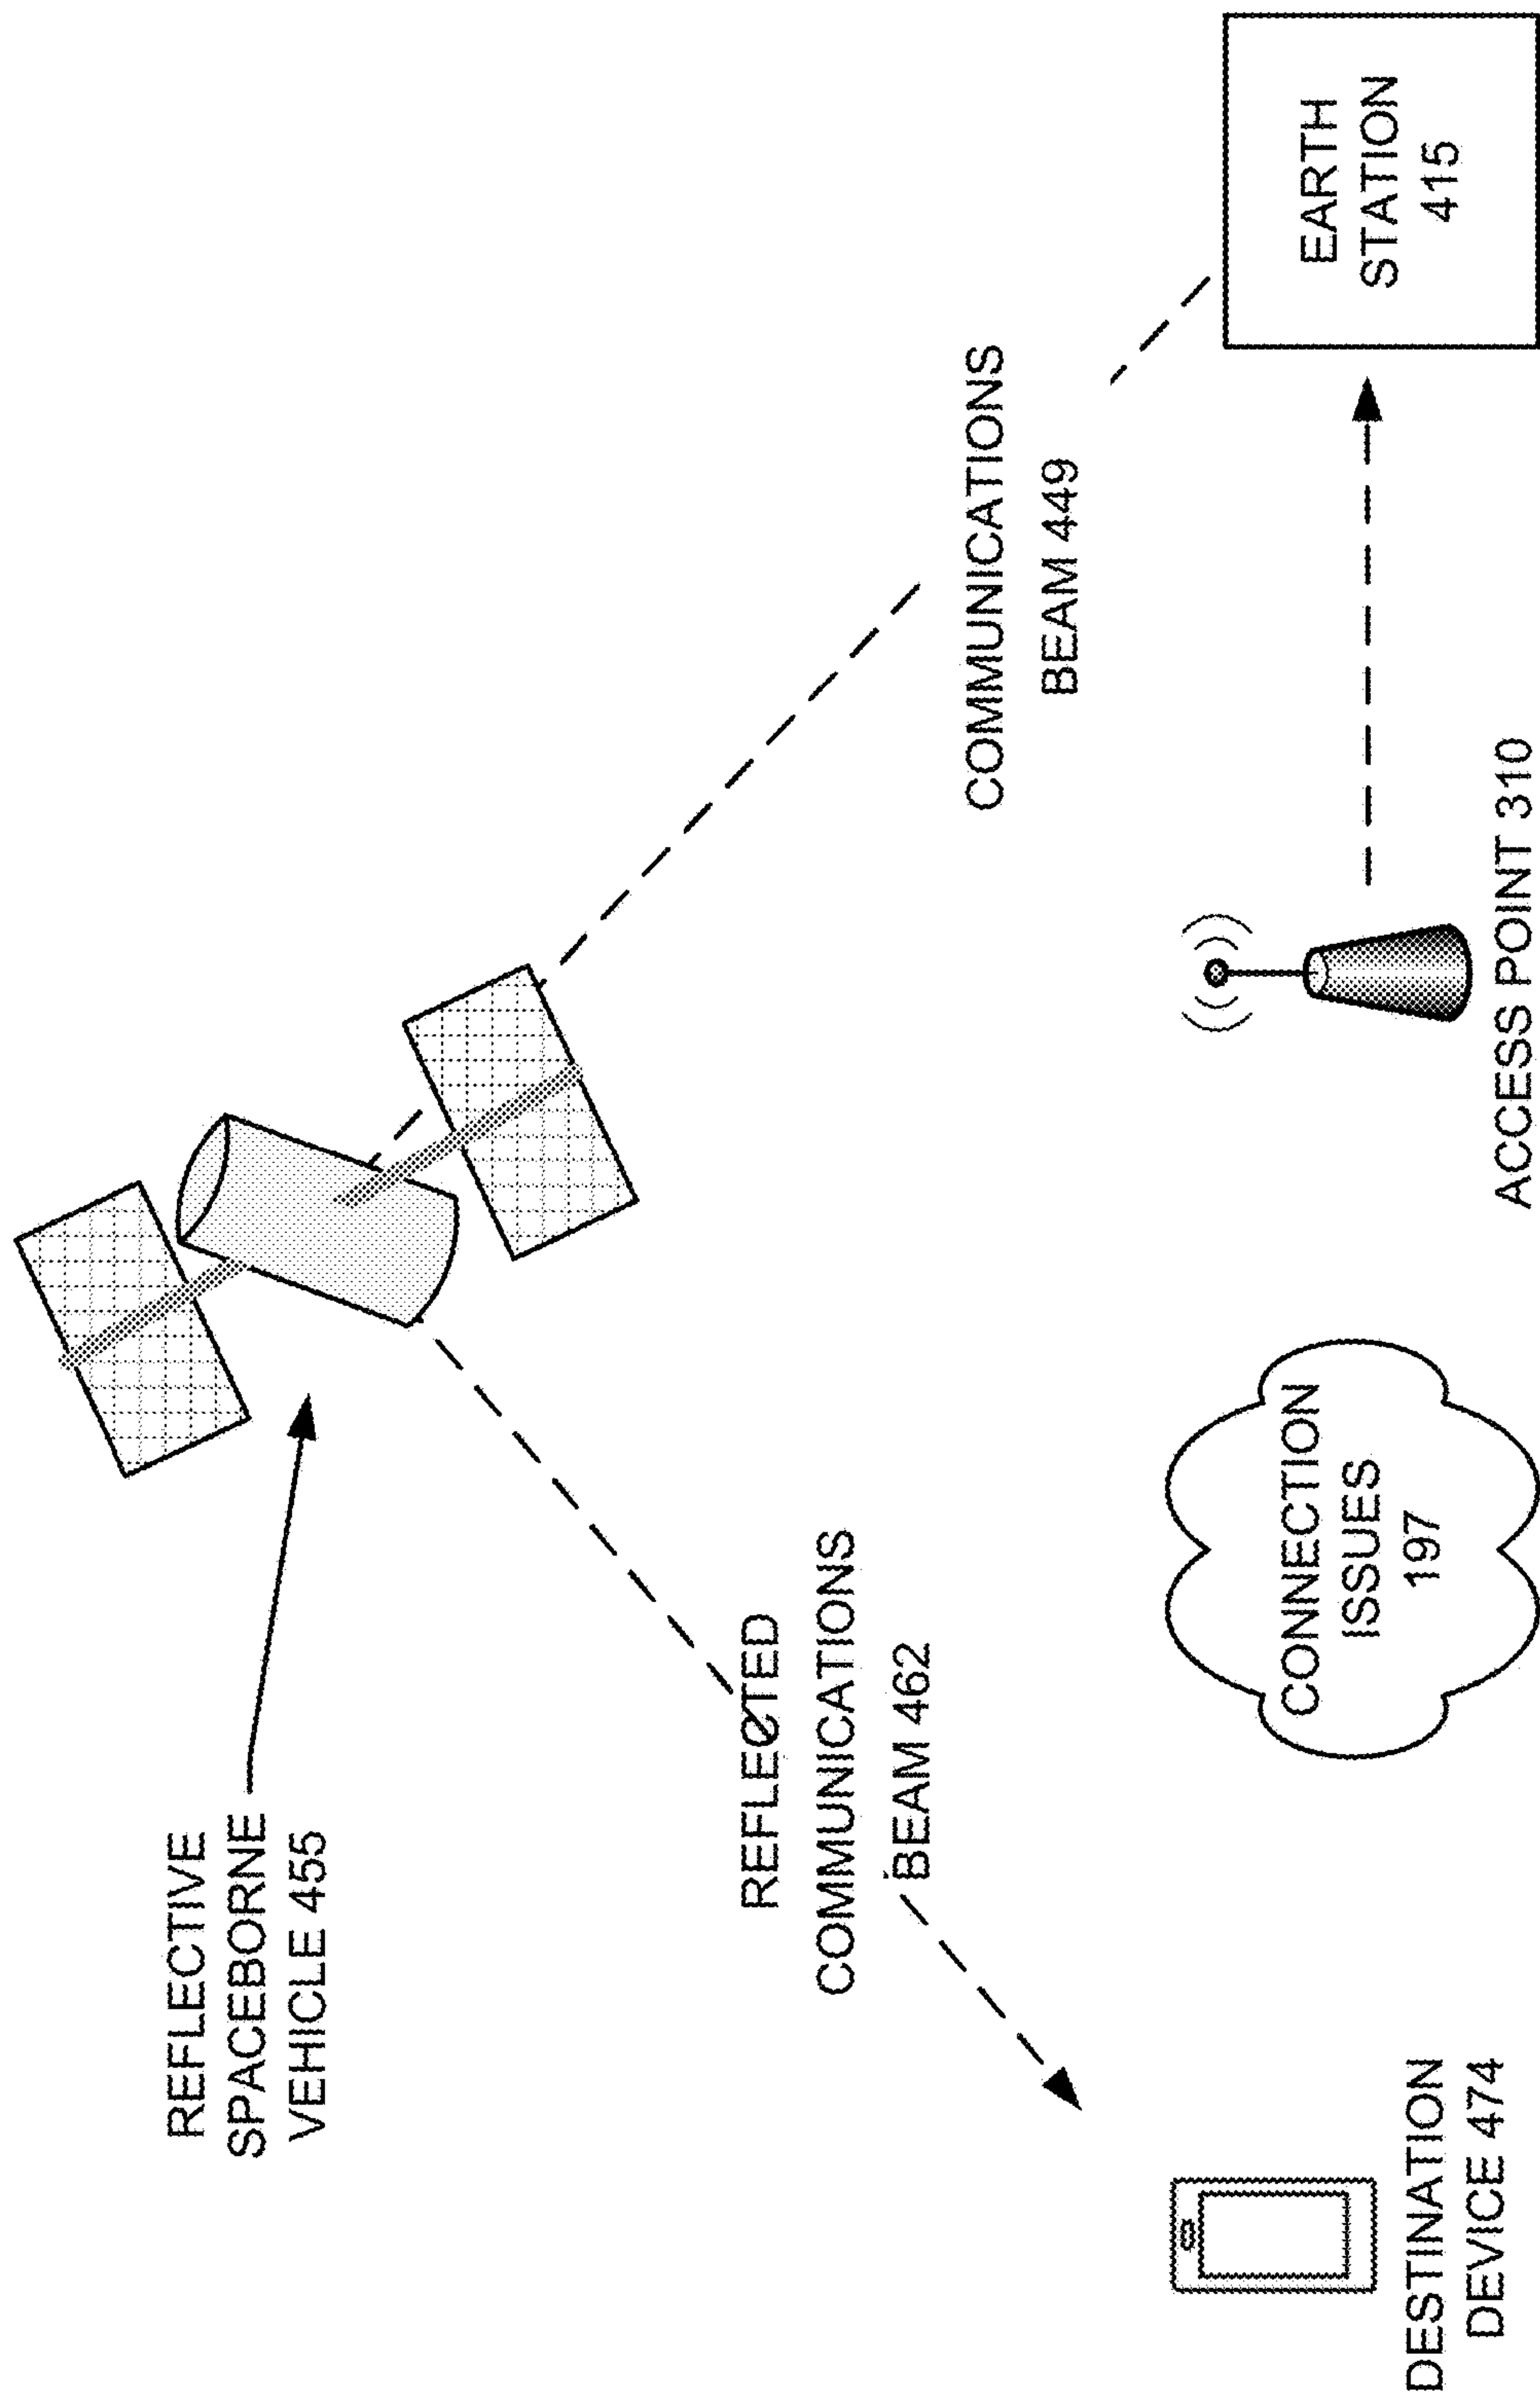 REFLECTIVE
SPACEBORNE
VEHICLE 455
REFLECTED
COMMUNICATIONS
BEAM 462
COMMUNICATIONS
BEAM 449
DESTINATION
DEVICE 474
CONNECTION
ISSUES
197
ACCESS POINT 310
EARTH
STATION
415